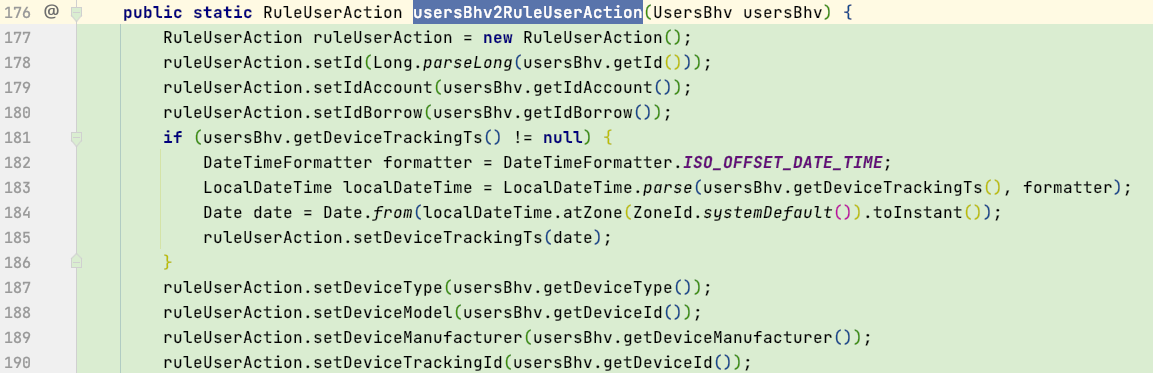 176 @ public static RuleUserAction usersBhv2RuleUserAction(UsersBhv usersBhv) {
177 RuleUserAction ruleUserAction = new RuleUserAction();
178 ruleUserAction.setId(Long.parseLong(usersBhv.getId()));
179 ruleUserAction.setIdAccount(usersBhv.getIdAccount());
180 ruleUserAction.setIdBorrow(usersBhv.getIdBorrow());
181 if (usersBhv.getDeviceTrackingTs() != null) {
182 DateTimeFormatter formatter = DateTimeFormatter.ISO_OFFSET_DATE_TIME;
183 LocalDateTime localDateTime = LocalDateTime.parse(usersBhv.getDeviceTrackingTs(), formatter);
184 Date date = Date.from(localDateTime.atZone(ZoneId.systemDefault()).toInstant());
185 ruleUserAction.setDeviceTrackingTs(date);
186 }
187 ruleUserAction.setDeviceType(usersBhv.getDeviceType());
188 ruleUserAction.setDeviceModel(usersBhv.getDeviceId());
189 ruleUserAction.setDeviceManufacturer(usersBhv.getDeviceManufacturer());
190 ruleUserAction.setDeviceTrackingId(usersBhv.getDeviceId());